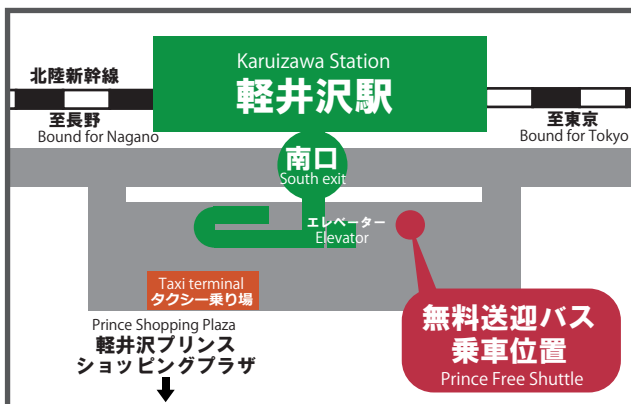 Karuizawa Station
軽井沢駅
北陸新幹線
至長野
Bound for Nagano
至東京
Bound for Tokyo
南口
South exit
エレベーター
Elevator
Taxi terminal
タクシー乗り場
Prince Shopping Plaza
軽井沢プリンス
ショッピングプラザ
無料送迎バス
乗車位置
Prince Free Shuttle